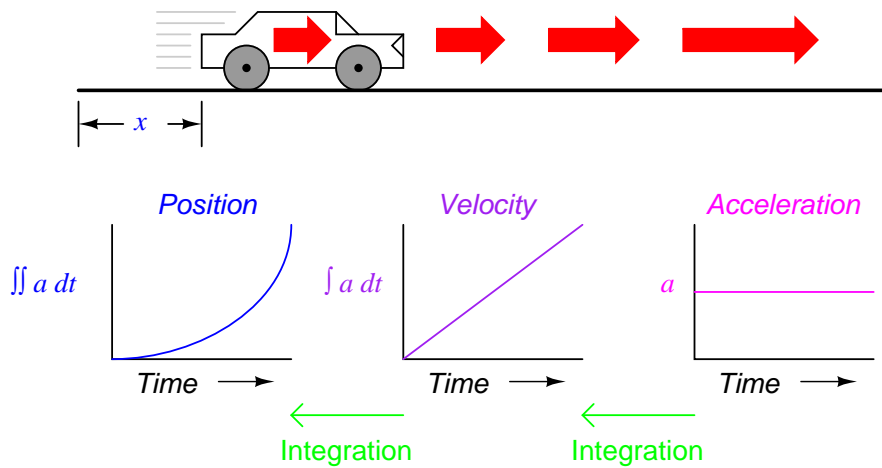 x
Position
Velocity
Acceleration
∬ a dt
∫ a dt
a
Time
Time
Time
Integration
Integration